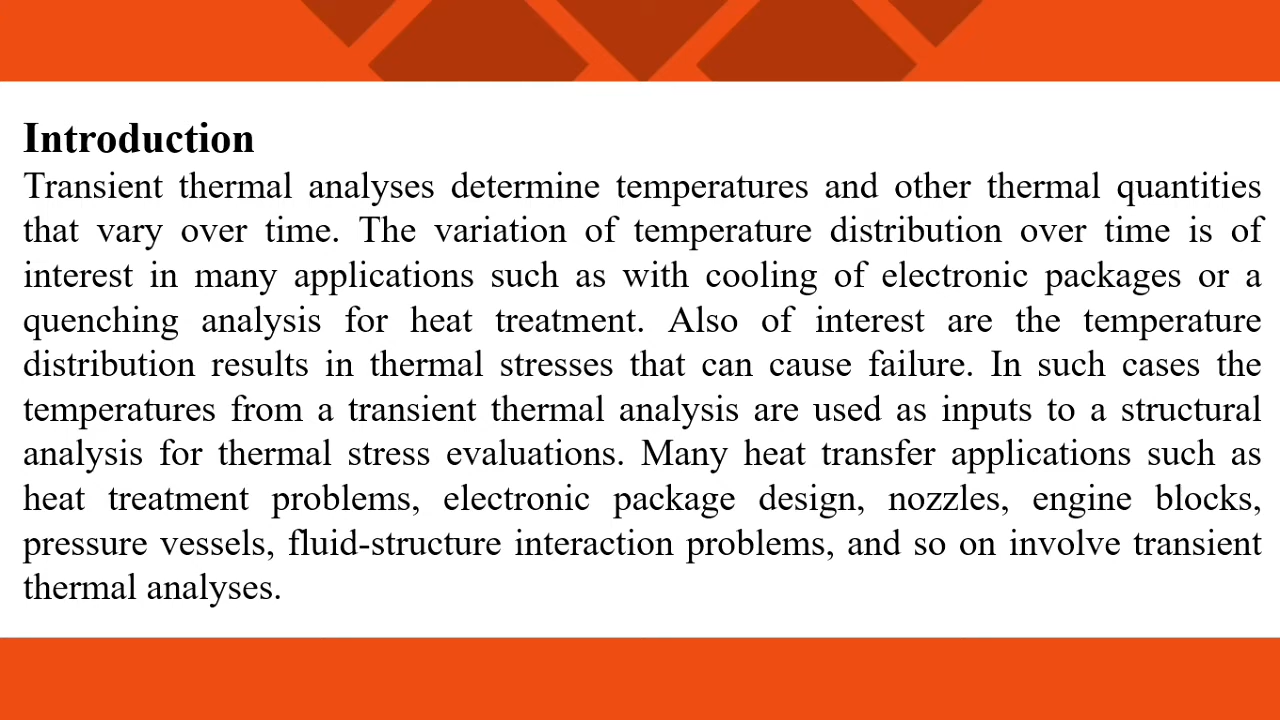 Introduction
Transient thermal analyses determine temperatures and other thermal quantities
that vary over time. The variation of temperature distribution over time is of
interest in many applications such as with cooling of electronic packages or a
quenching analysis for heat treatment. Also of interest are the temperature
distribution results in thermal stresses that can cause failure. In such cases the
temperatures from a transient thermal analysis are used as inputs to a structural
analysis for thermal stress evaluations. Many heat transfer applications such as
heat treatment problems, electronic package design, nozzles, engine blocks,
pressure vessels, fluid-structure interaction problems, and so on involve transient
thermal analyses.